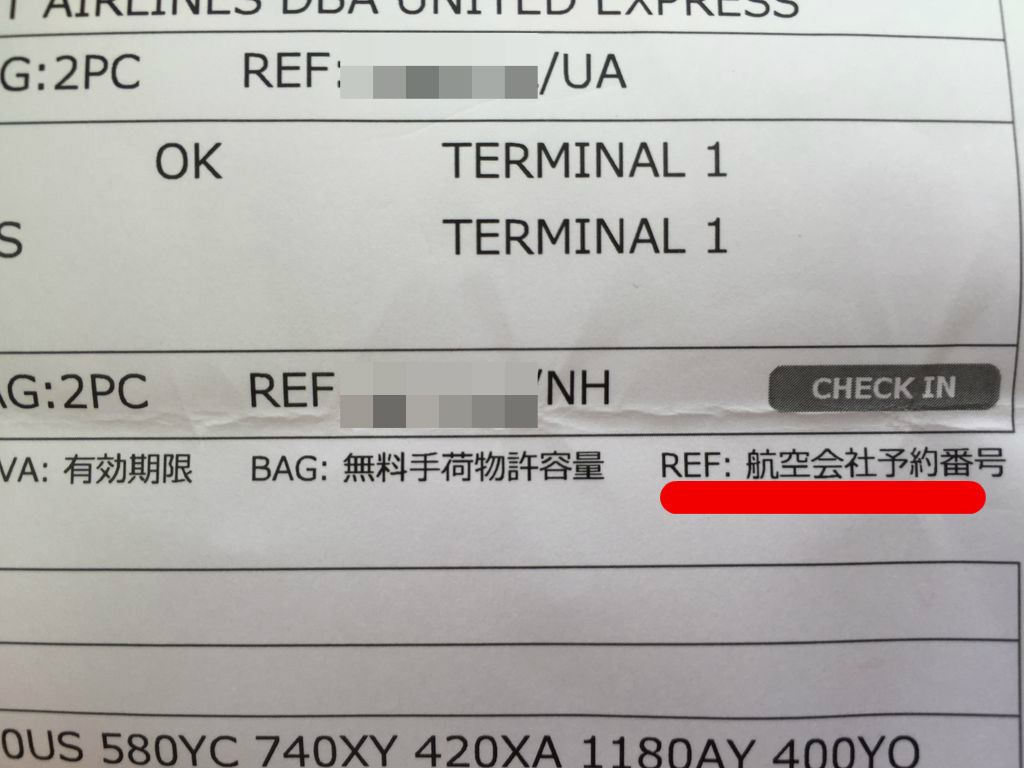 AIRLINES DBA UNITED EXPRESS
G:2PC REF: /UA
OK TERMINAL 1
S TERMINAL 1
AG:2PC REF /NH CHECK IN
VA: 有効期限 BAG: 無料手荷物許容量 REF: 航空会社予約番号
0US 580YC 740XY 420XA 1180AY 400YO